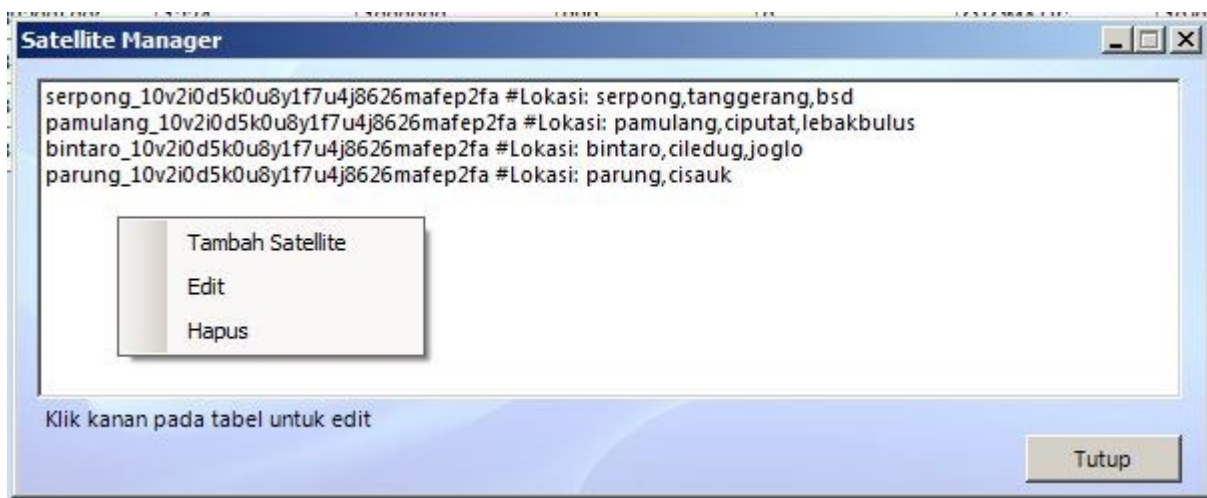 Satellite Manager
serpong_10v2i0d5k0u8y1f7u4j8626mafep2fa #Lokasi: serpong,tanggerang,bsd
pamulang_10v2i0d5k0u8y1f7u4j8626mafep2fa #Lokasi: pamulang,ciputat,lebakbulus
bintaro_10v2i0d5k0u8y1f7u4j8626mafep2fa #Lokasi: bintaro,ciledug,joglo
parung_10v2i0d5k0u8y1f7u4j8626mafep2fa #Lokasi: parung,cisauk
Tambah Satellite
Edit
Hapus
Klik kanan pada tabel untuk edit
Tutup